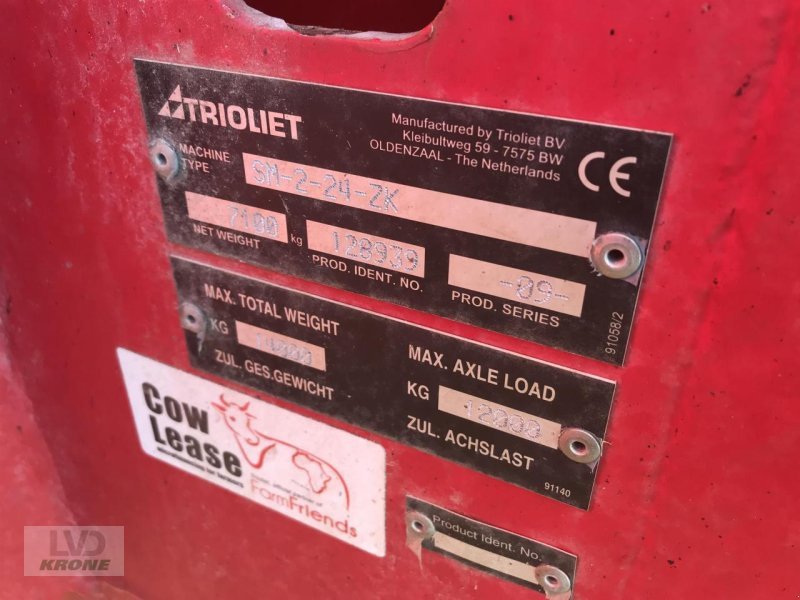 TRIOLIET
Manufactured by Trioliet BV
Kleibultweg 59 - 7575 BW
OLDENZAAL - The Netherlands
CE
MACHINE
TYPE
SM-2-24-ZK
7100 kg
NET WEIGHT
128939
PROD. IDENT. NO.
-09-
PROD. SERIES
91058/2
MAX. TOTAL WEIGHT
KG 14000
ZUL. GES.GEWICHT
MAX. AXLE LOAD
KG 12000
ZUL. ACHSLAST
91140
Cow
Lease
FarmFriends
Product Ident. No.
LVD
KRONE